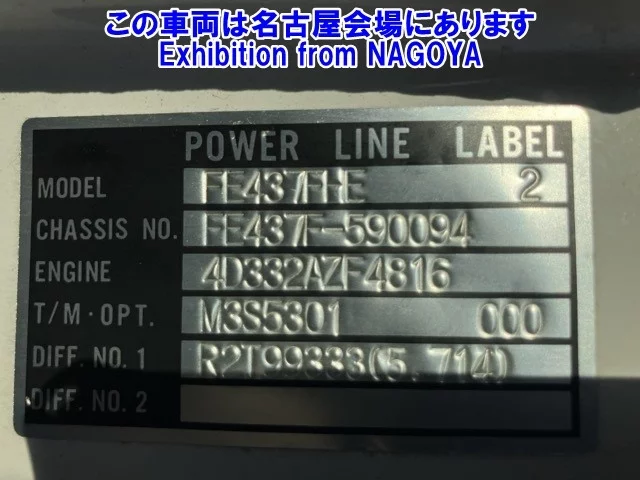 この車両は名古屋会場にあります
Exhibition from NAGOYA
POWER LINE LABEL
MODEL FE437FHE 2
CHASSIS NO. FE437F-590094
ENGINE 4D332AZF4816
T/M·OPT. M3S5301 000
DIFF. NO. 1 R2T99333(5.714)
DIFF. NO. 2